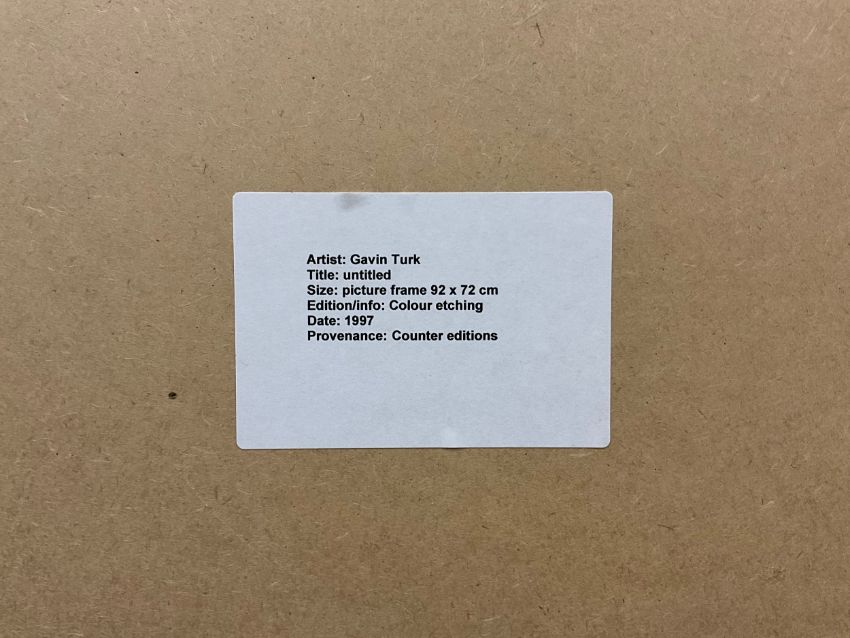 Artist: Gavin Turk
Title: untitled
Size: picture frame 92 x 72 cm
Edition/info: Colour etching
Date: 1997
Provenance: Counter editions